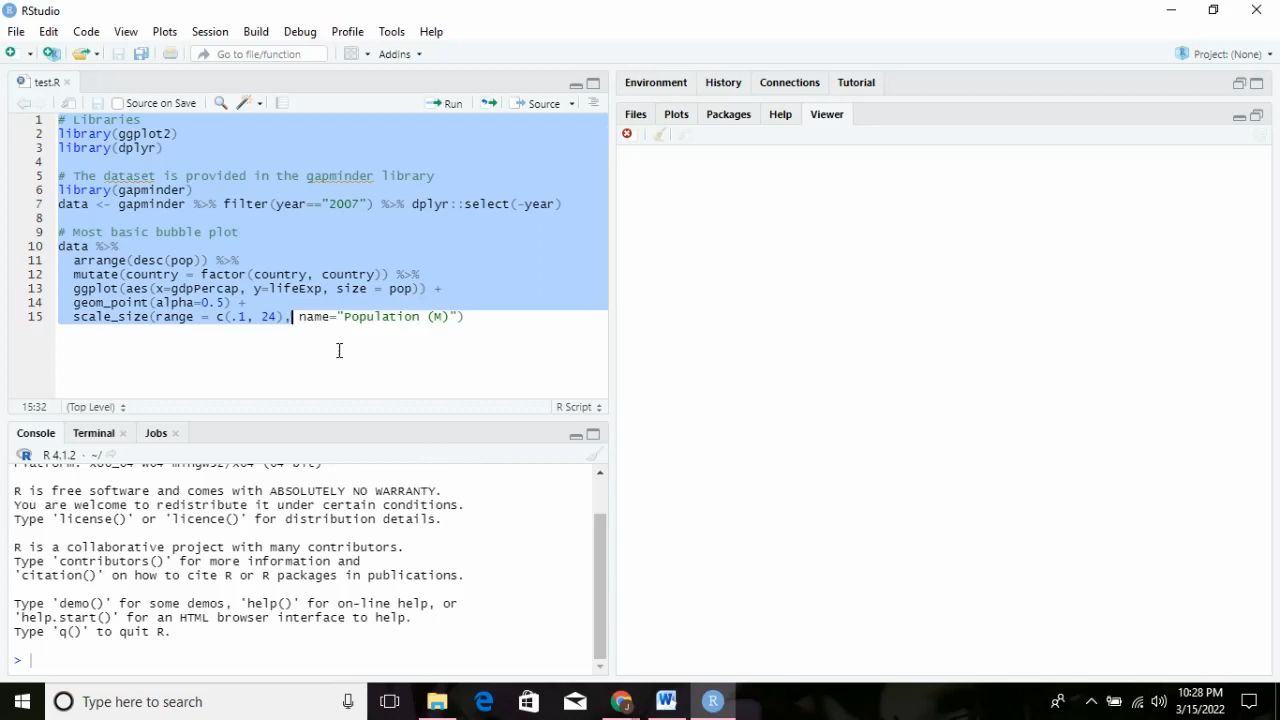 RStudio
File Edit Code View Plots Session Build Debug Profile Tools Help
Go to file/function Addins Project: (None)
test.R
Source on Save Run Source
1 # Libraries
2 library(ggplot2)
3 library(dplyr)
4
5 # The dataset is provided in the gapminder library
6 library(gapminder)
7 data <- gapminder %>% filter(year=="2007") %>% dplyr::select(-year)
8
9 # Most basic bubble plot
10 data %>%
11 arrange(desc(pop)) %>%
12 mutate(country = factor(country, country)) %>%
13 ggplot(aes(x=gdpPercap, y=lifeExp, size = pop)) +
14 geom_point(alpha=0.5) +
15 scale_size(range = c(.1, 24), name="Population (M)")
15:32 (Top Level) R Script
Console Terminal Jobs
R 4.1.2 · ~/
Platform: x86_64-w64-mingw32/x64 (64-bit)
R is free software and comes with ABSOLUTELY NO WARRANTY.
You are welcome to redistribute it under certain conditions.
Type 'license()' or 'licence()' for distribution details.
R is a collaborative project with many contributors.
Type 'contributors()' for more information and
'citation()' on how to cite R or R packages in publications.
Type 'demo()' for some demos, 'help()' for on-line help, or
'help.start()' for an HTML browser interface to help.
Type 'q()' to quit R.
>
Environment History Connections Tutorial
Files Plots Packages Help Viewer
Type here to search
10:28 PM
3/15/2022